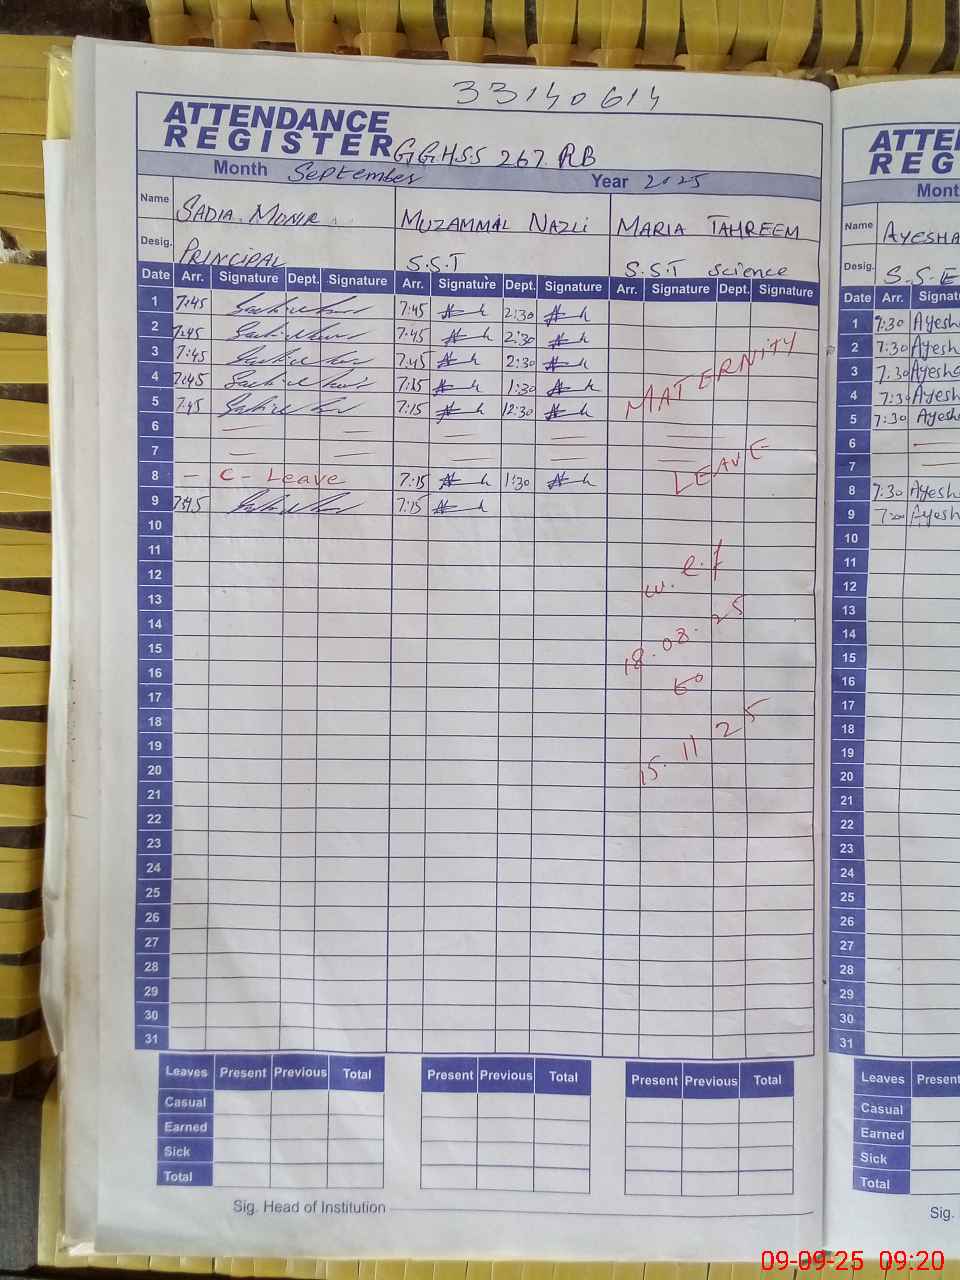 33140614
ATTENDANCE
REGISTER GGHSS 267 RB
Month September Year 2025
Name SADIA MONIR MUZAMMAL NAZLI MARIA TAHREEM
Desig. PRINCIPAL S.S.T S.S.T Science
Date Arr. Signature Dept. Signature Arr. Signature Dept. Signature Arr. Signature Dept. Signature
1 7:45 7:45 2:30
2 7:45 7:45 2:30
3 7:45 7:45 2:30
4 7:45 7:15 1:30
5 7:45 7:15 12:30
6 — — — —
7 — — — —
8 — C - Leave 7:15 1:30
9 7:45 7:15
10
11
12
13
14
15
16
17
18
19
20
21
22
23
24
25
26
27
28
29
30
31
MATERNITY
LEAVE
w.e.f
18.08.25
to
15.11 25
Leaves Present Previous Total Present Previous Total Present Previous Total
Casual
Earned
Sick
Total
Sig. Head of Institution
ATTE
REG
Mont
Name AYESHA
Desig. S.S.E
Date Arr. Signatu
1 7:30 Ayesh
2 7:30 Ayesh
3 7:30 Ayesha
4 7:30 Ayesh
5 7:30 Ayesh
6 —
7 —
8 7:30 Ayesh
9 Ayesh
10
11
12
13
14
15
16
17
18
19
20
21
22
23
24
25
26
27
28
29
30
31
Leaves Present
Casual
Earned
Sick
Total
Sig.
09-09-25 09:20